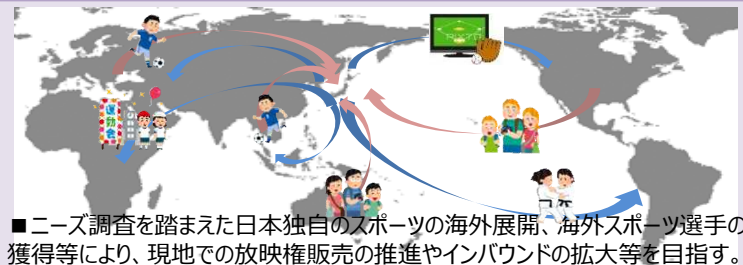 運動会
■ニーズ調査を踏まえた日本独自のスポーツの海外展開、海外スポーツ選手の
獲得等により、現地での放映権販売の推進やインバウンドの拡大等を目指す。